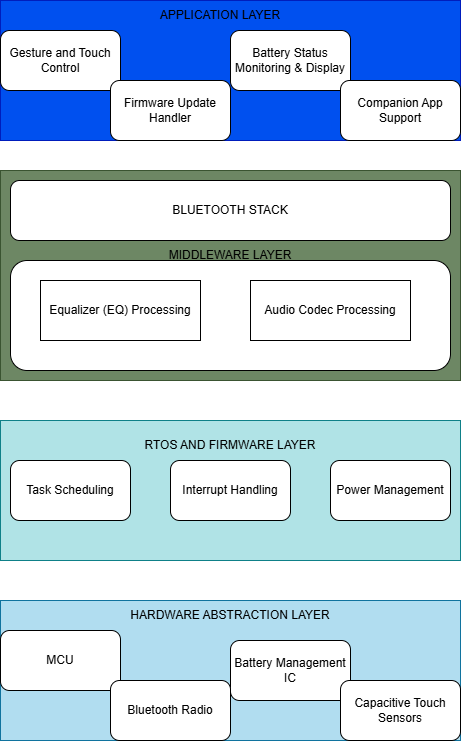 APPLICATION LAYER
Gesture and Touch
Control
Battery Status
Monitoring & Display
Firmware Update
Handler
Companion App
Support
BLUETOOTH STACK
MIDDLEWARE LAYER
Equalizer (EQ) Processing
Audio Codec Processing
RTOS AND FIRMWARE LAYER
Task Scheduling
Interrupt Handling
Power Management
HARDWARE ABSTRACTION LAYER
MCU
Battery Management
IC
Bluetooth Radio
Capacitive Touch
Sensors